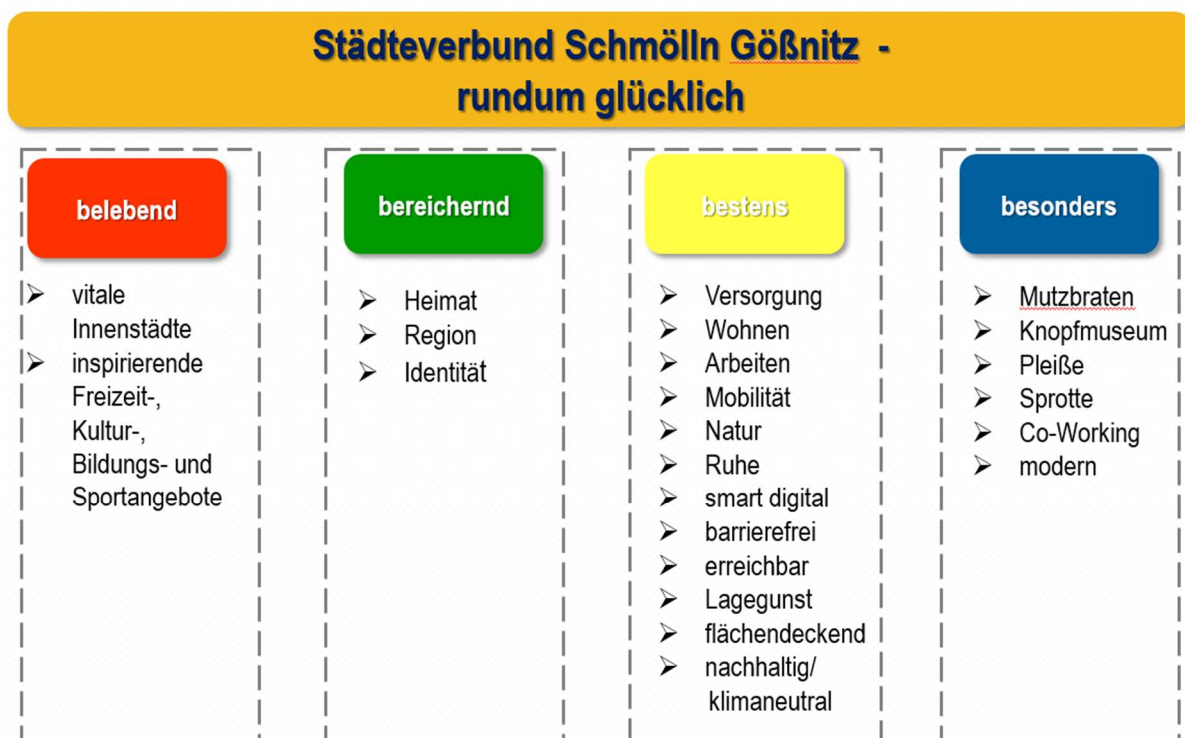 Städteverbund Schmölln Gößnitz -
rundum glücklich
belebend
vitale
Innenstädte
inspirierende
Freizeit-,
Kultur-,
Bildungs- und
Sportangebote
bereichernd
Heimat
Region
Identität
bestens
Versorgung
Wohnen
Arbeiten
Mobilität
Natur
Ruhe
smart digital
barrierefrei
erreichbar
Lagegunst
flächendeckend
nachhaltig/
klimaneutral
besonders
Mutzbraten
Knopfmuseum
Pleiße
Sprotte
Co-Working
modern